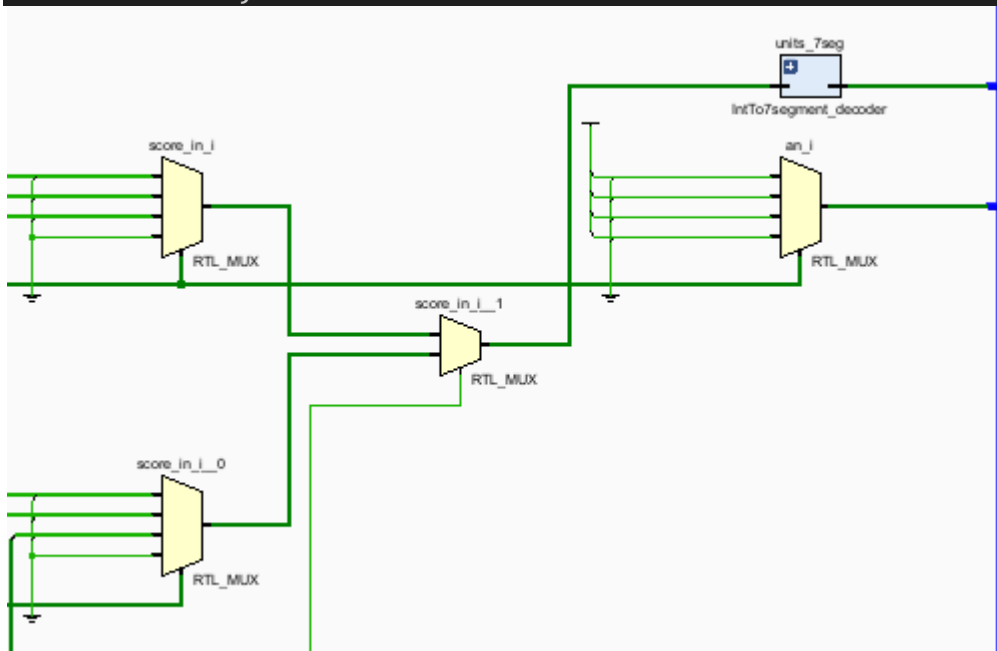 units_7seg
IntTo7segment_decoder
score_in_i
an_i
RTL_MUX
RTL_MUX
score_in_i__1
RTL_MUX
score_in_i__0
RTL_MUX